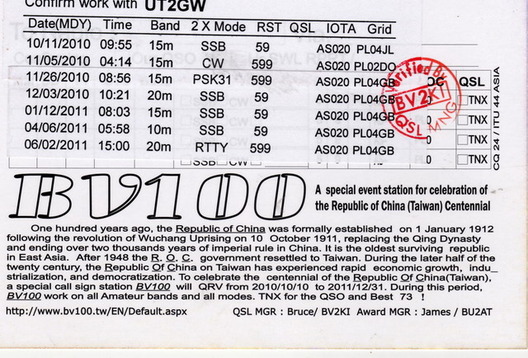 Confirm work with UT2GW
Date(MDY) Time Band 2 X Mode RST QSL IOTA Grid
10/11/2010 09:55 15m SSB 59 AS020 PL04JL
11/05/2010 04:14 15m CW 599 AS020 PL02DO
11/26/2010 08:56 15m PSK31 599 AS020 PL04GB QSL
12/03/2010 10:21 20m SSB 59 AS020 PL04GB TNX
01/12/2011 08:03 15m SSB 59 AS020 PL04GB
04/06/2011 05:58 10m SSB 59 AS020 PL04GB TNX
06/02/2011 15:00 20m RTTY 599 AS020 PL04GB TNX
SSB CW
Verified By
BV2KI
QSL MNG
CQ 24 / ITU 44 ASIA
BV100
A special event station for celebration of
the Republic of China (Taiwan) Centennial
One hundred years ago, the Republic of China was formally established on 1 January 1912
following the revolution of Wuchang Uprising on 10 October 1911, replacing the Qing Dynasty
and ending over two thousands years of imperial rule in China. It is the oldest surviving republic
in East Asia. After 1948 the R. O. C. government resettled to Taiwan. During the later half of the
twenty century, the Republic Of China on Taiwan has experienced rapid economic growth, indu_
strialization, and democratization. To celebrate the centennial of the Republic Of China(Taiwan),
a special call sign station BV100 will QRV from 2010/10/10 to 2011/12/31. During this period,
BV100 work on all Amateur bands and all modes. TNX for the QSO and Best 73 !
http://www.bv100.tw/EN/Default.aspx QSL MGR : Bruce/ BV2KI Award MGR : James / BU2AT